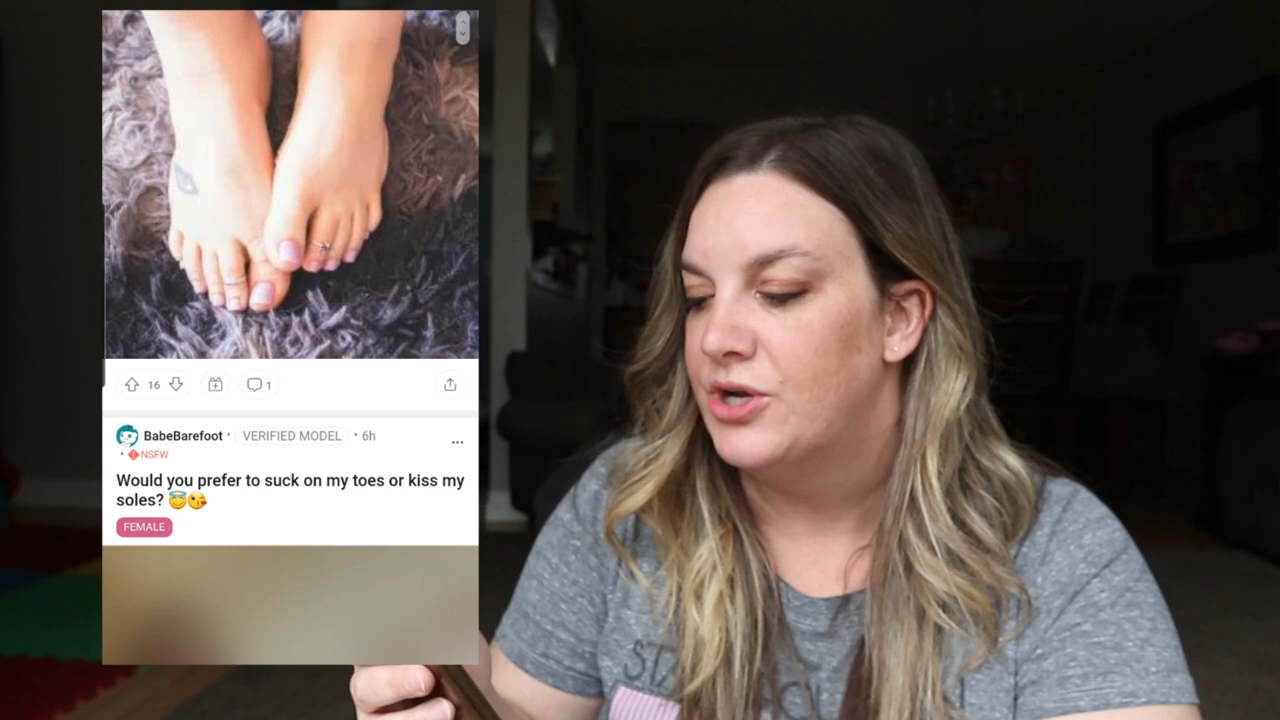 16
1
BabeBarefoot • VERIFIED MODEL • 6h
• NSFW
Would you prefer to suck on my toes or kiss my
soles? 😇😘
FEMALE